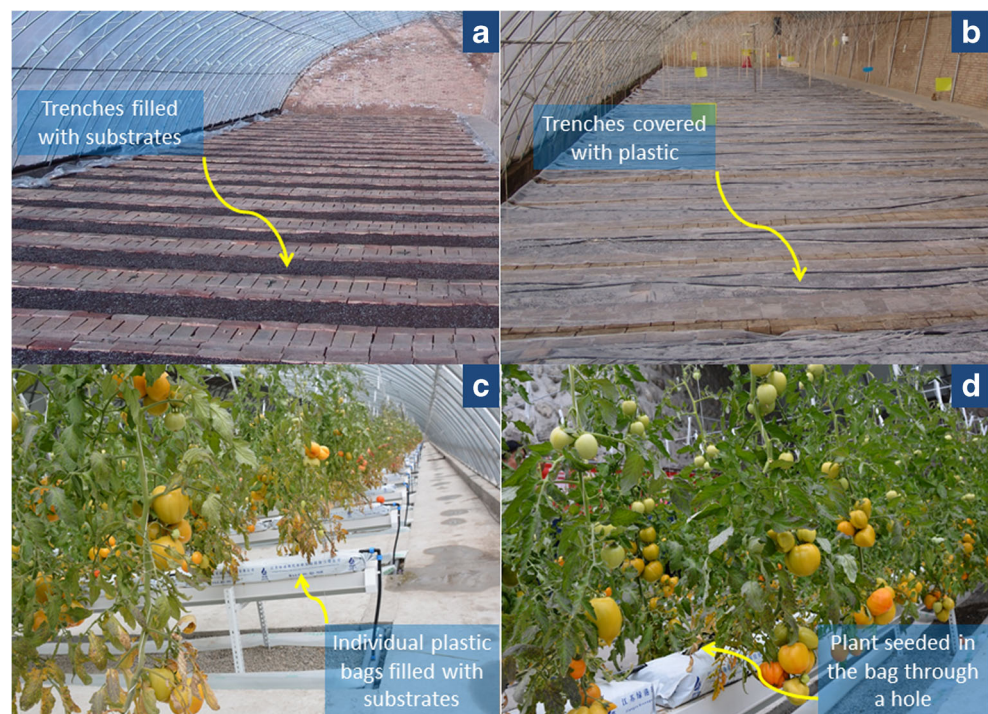 a
Trenches filled
with substrates
b
Trenches covered
with plastic
c
Individual plastic
bags filled with
substrates
d
Plant seeded in
the bag through
a hole